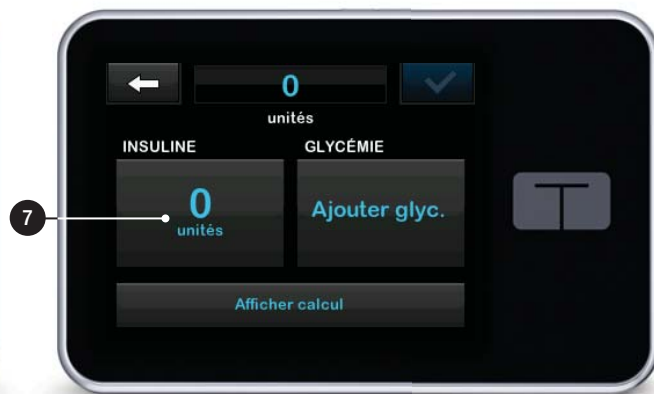 0
unités
INSULINE
GLYCÉMIE
0
unités
Ajouter glyc.
7
Afficher calcul